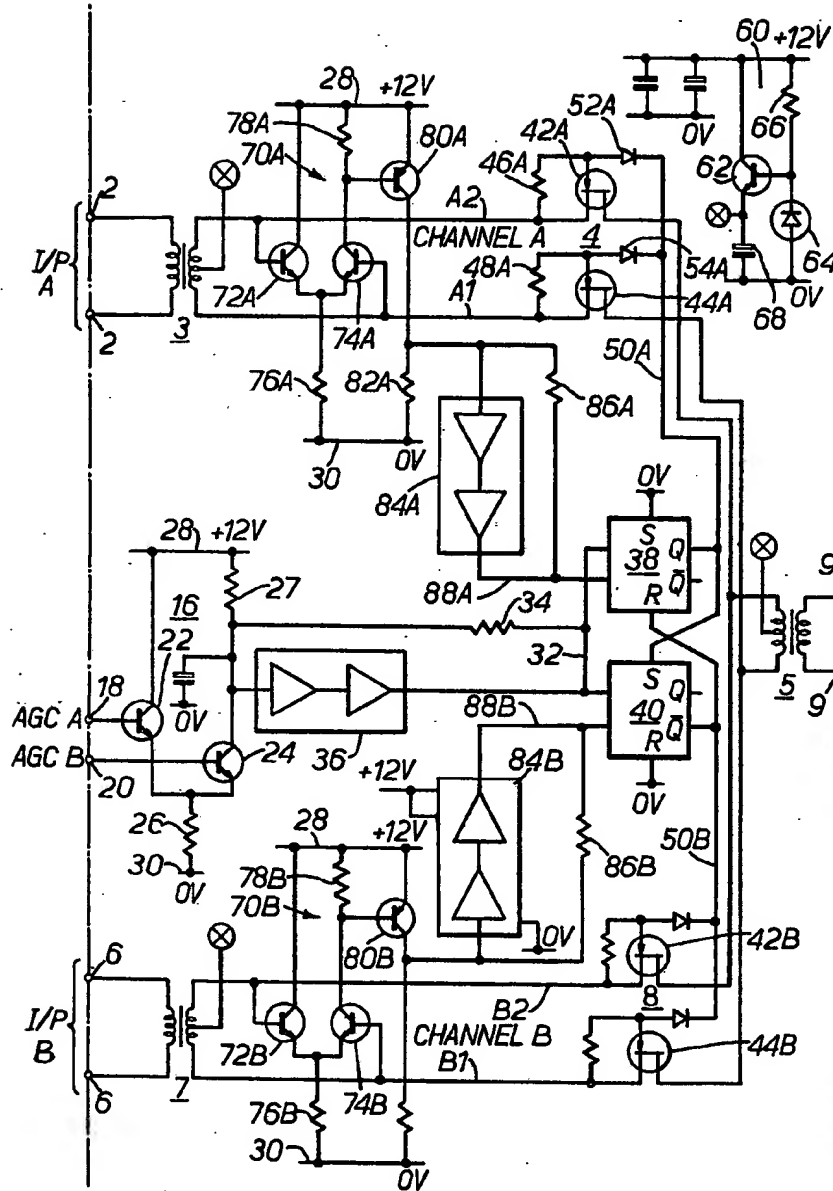 60
+12V
28
+12V
78A
70A
80A
52A
42A
46A
66
0V
62
2
A2
I/P
A
CHANNEL A
4
64
72A
48A
54A
0V
A1
44A
68
2
3
74A
50A
76A
82A
86A
30
0V
84A
0V
S
Q
38
Q̅
R
88A
28
+12V
27
16
34
32
22
18
0V
S
Q
40
Q̅
R
5
9
9
AGC A
88B
AGC B
24
36
84B
20
+12V
0V
26
28
+12V
50B
30
0V
78B
86B
70B
80B
0V
42B
6
B2
8
I/P
B
CHANNEL B
B1
44B
72B
74B
6
7
76B
30
0V